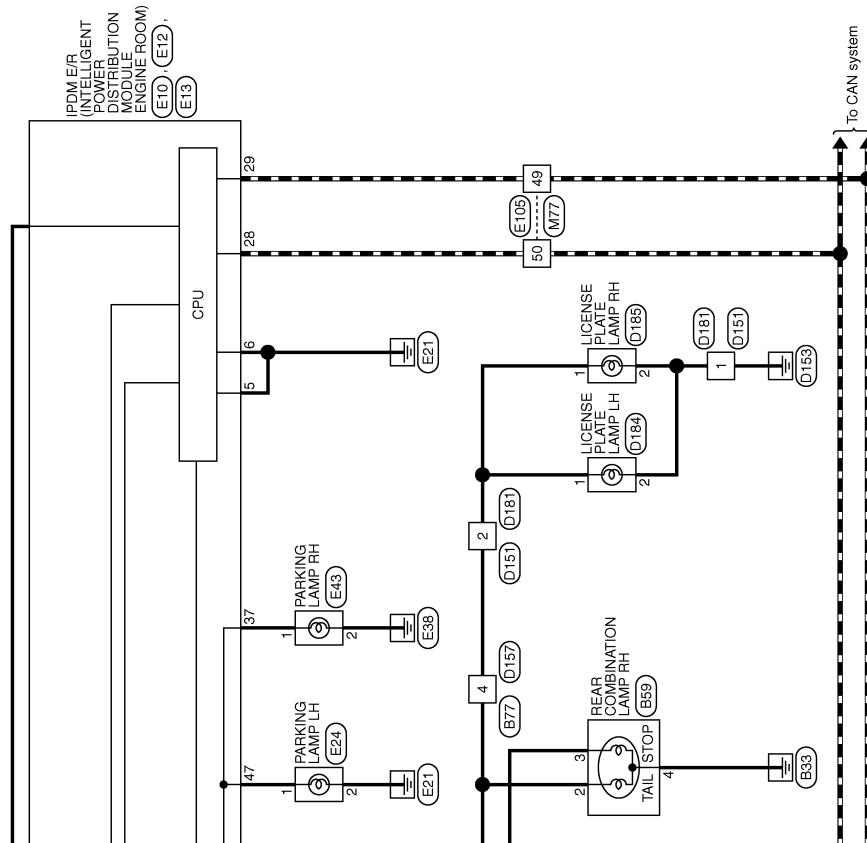 IPDM E/R
(INTELLIGENT
POWER
DISTRIBUTION
MODULE
ENGINE ROOM)
E10 , E12 ,
E13
To CAN system
CPU
29
28
6
5
37
47
49
50
E105
M77
E21
LICENSE
PLATE
LAMP RH
D185
1
2
D181
D151
1
D153
LICENSE
PLATE
LAMP LH
D184
1
2
2
D181
D151
PARKING
LAMP RH
E43
1
2
E38
4
D157
B77
PARKING
LAMP LH
E24
1
2
E21
REAR
COMBINATION
LAMP RH
B59
3
2
TAIL
STOP
4
B33